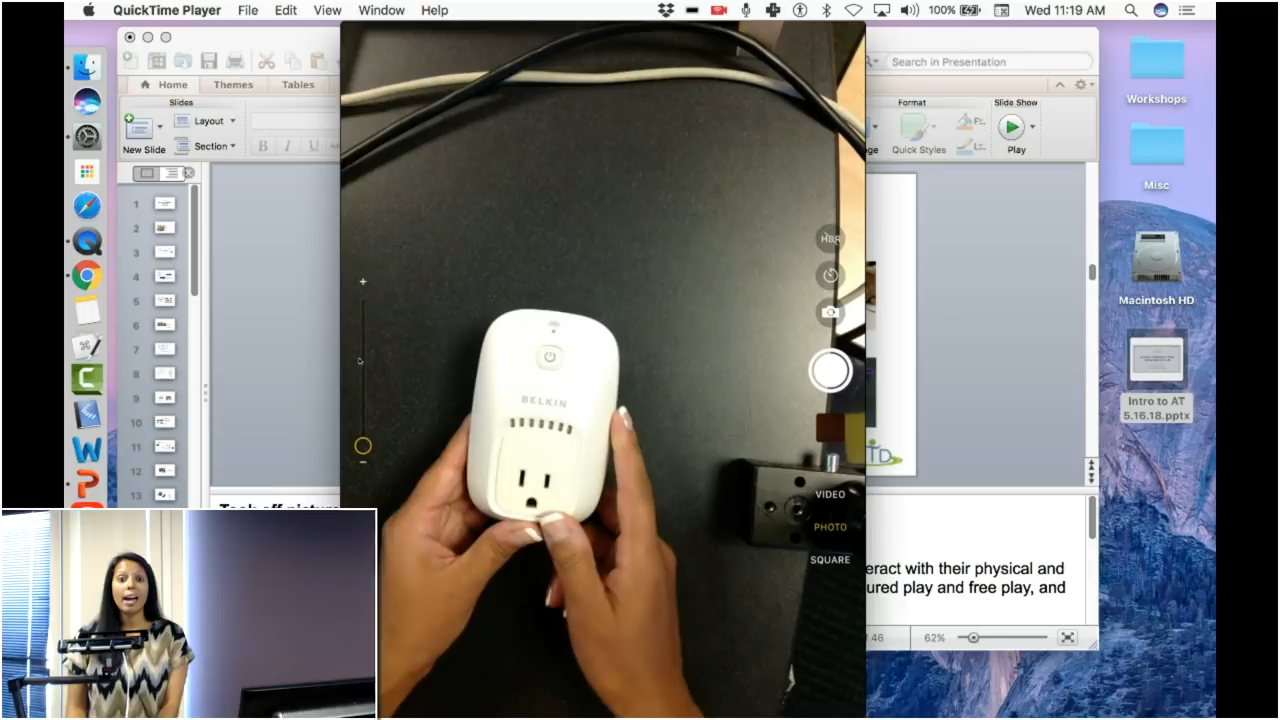 QuickTime Player File Edit View Window Help 100% Wed 11:19 AM
Search in Presentation
Home Themes Tables
Slides Format Slide Show
Layout
New Slide Section B I U Quick Styles Play
1
2
3
4
5
6
7
8
9
10
11
12
13
HDR
BELKIN
VIDEO
PHOTO
SQUARE
TD
eract with their physical and
ured play and free play, and
/ 46 62%
Workshops
Misc
Macintosh HD
Intro to AT
5.16.18.pptx